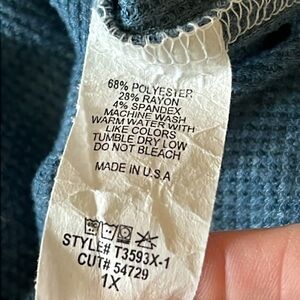 68% POLYESTER
28% RAYON
4% SPANDEX
MACHINE WASH
WARM WATER WITH
LIKE COLORS
TUMBLE DRY LOW
DO NOT BLEACH
MADE IN U.S.A
STYLE# T3593X-1
CUT# 54729
1X